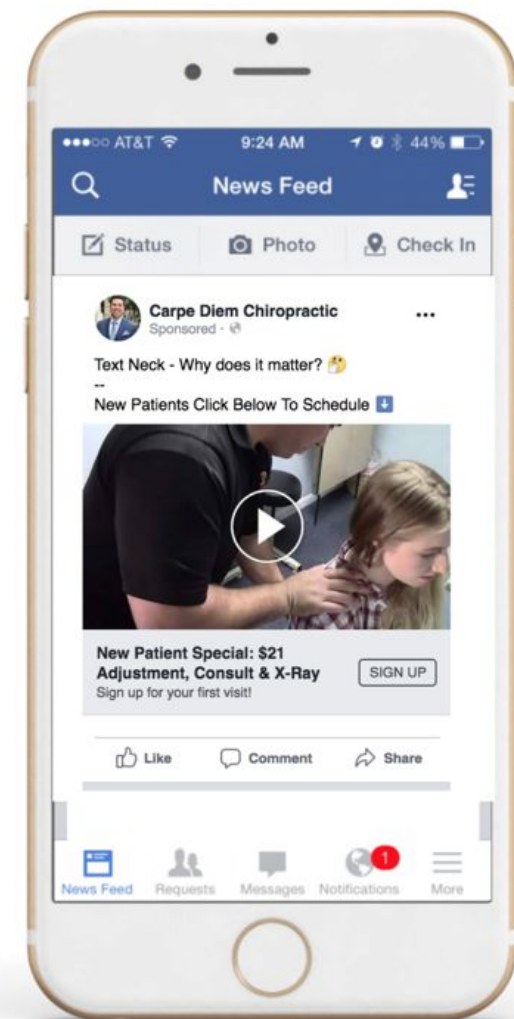 AT&T 9:24 AM 44%
News Feed
Status Photo Check In
Carpe Diem Chiropractic
Sponsored ·
Text Neck - Why does it matter? 🤔
--
New Patients Click Below To Schedule ⬇️
New Patient Special: $21
Adjustment, Consult & X-Ray
SIGN UP
Sign up for your first visit!
Like Comment Share
1
News Feed Requests Messages Notifications More